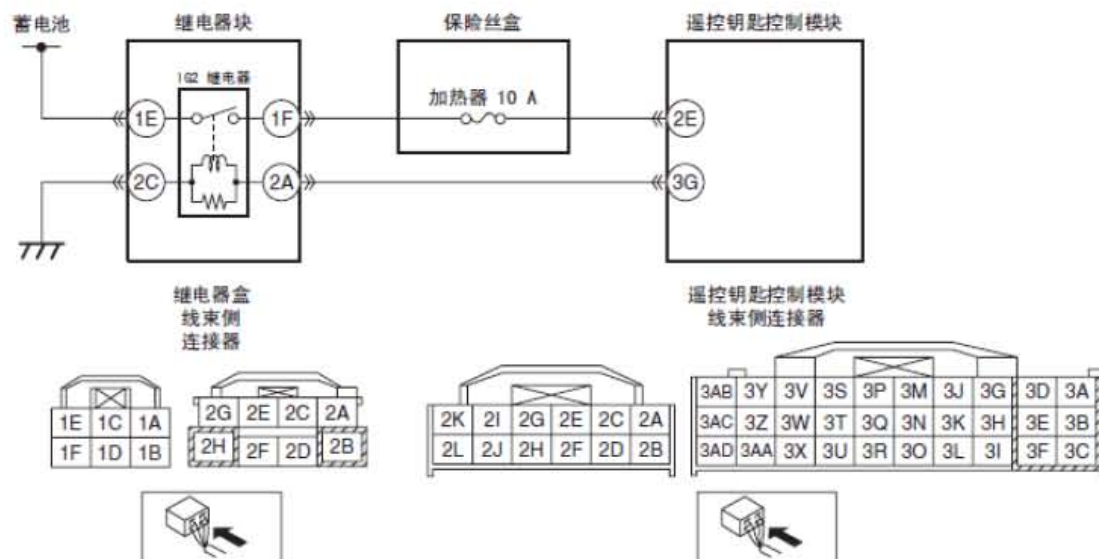 蓄电池
继电器块
保险丝盒
遥控钥匙控制模块
IG2 继电器
加热器 10 A
1E
1F
2E
2C
2A
3G
继电器盒
线束侧
连接器
遥控钥匙控制模块
线束侧连接器
1E 1C 1A
1F 1D 1B
2G 2E 2C 2A
2H 2F 2D 2B
2K 2I 2G 2E 2C 2A
2L 2J 2H 2F 2D 2B
3AB 3Y 3V 3S 3P 3M 3J 3G 3D 3A
3AC 3Z 3W 3T 3Q 3N 3K 3H 3E 3B
3AD 3AA 3X 3U 3R 3O 3L 3I 3F 3C